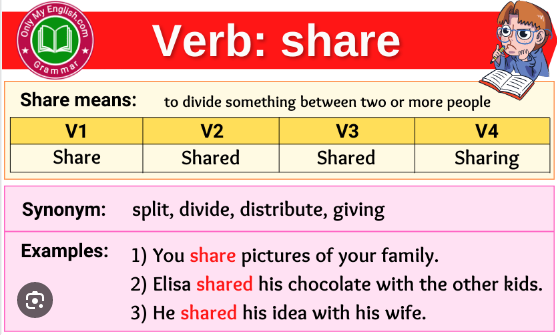 Only My English.com
Grammar
Verb: share
Share means: to divide something between two or more people
V1 V2 V3 V4
Share Shared Shared Sharing
Synonym: split, divide, distribute, giving
Examples: 1) You share pictures of your family.
2) Elisa shared his chocolate with the other kids.
3) He shared his idea with his wife.